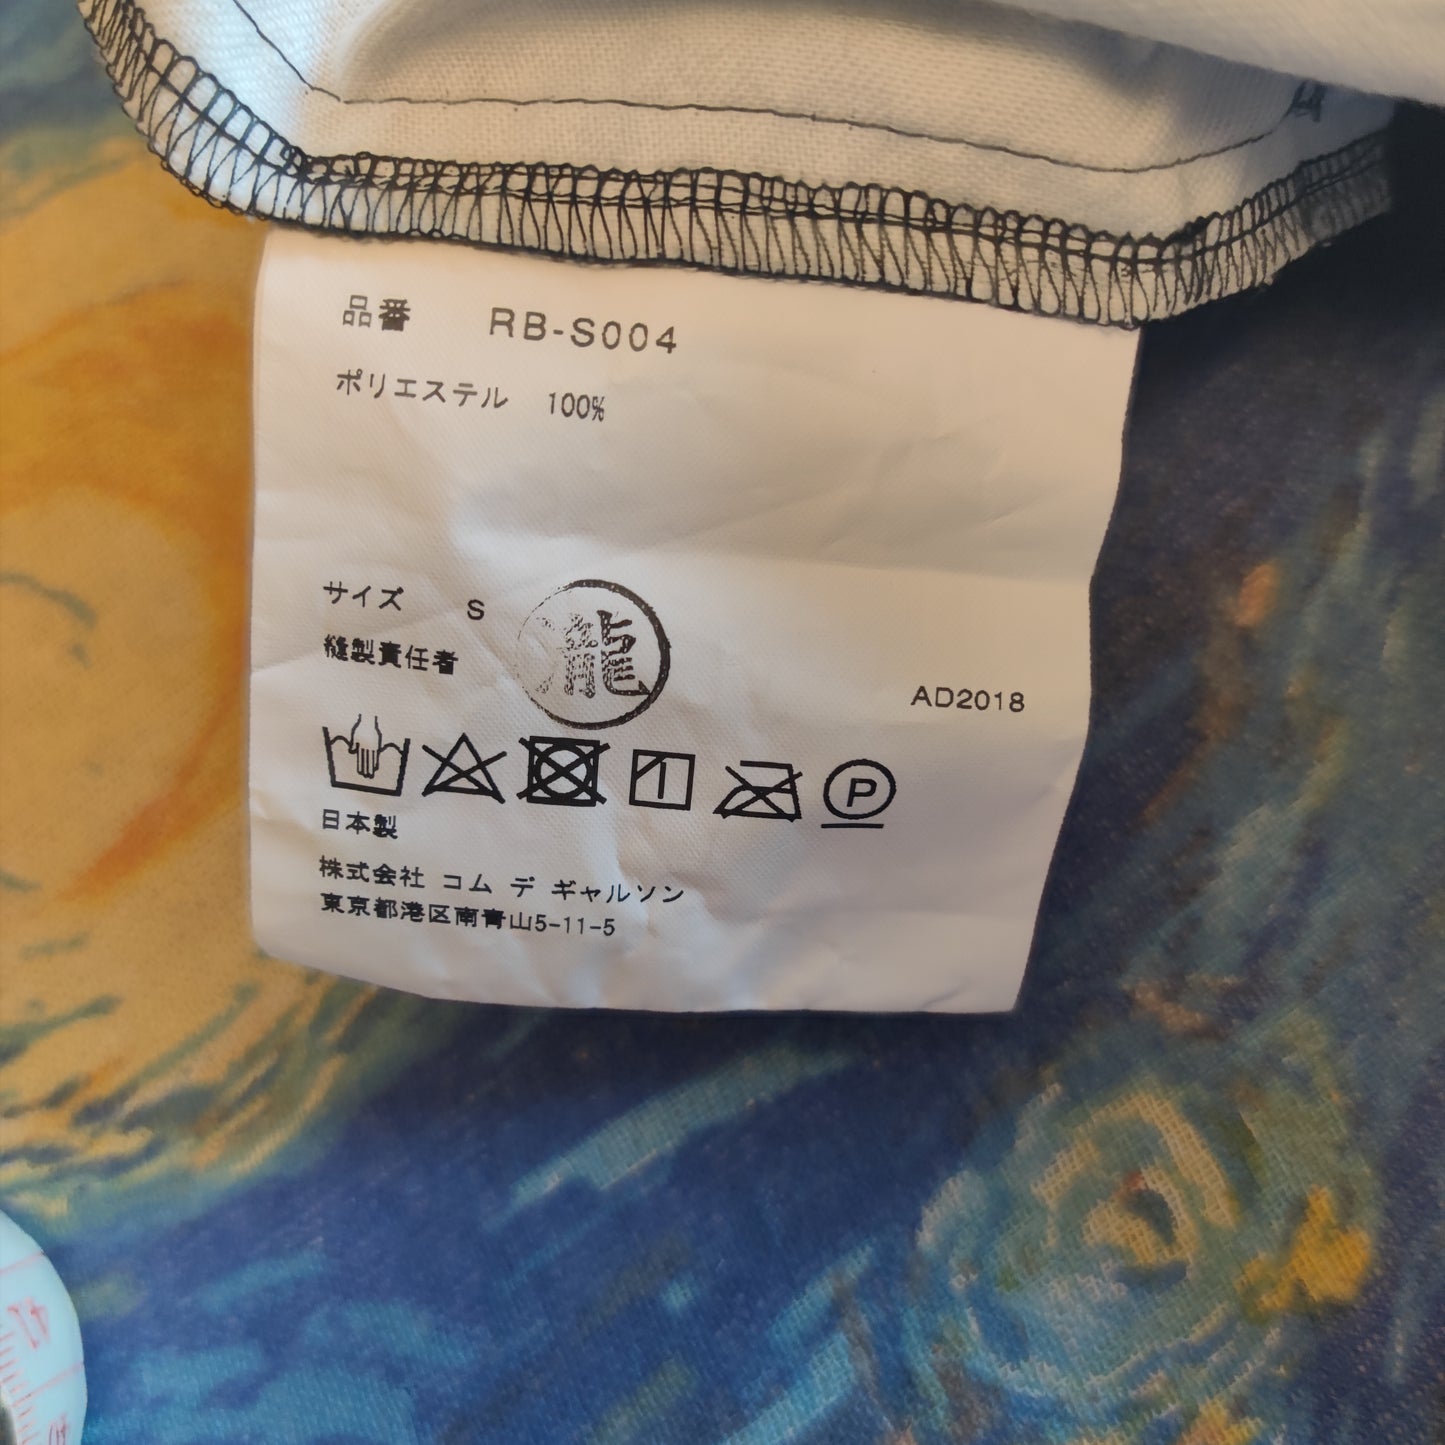 品番 RB-S004
ポリエステル 100%
サイズ S
縫製責任者 瀧
AD2018
P
日本製
株式会社 コム デ ギャルソン
東京都港区南青山5-11-5